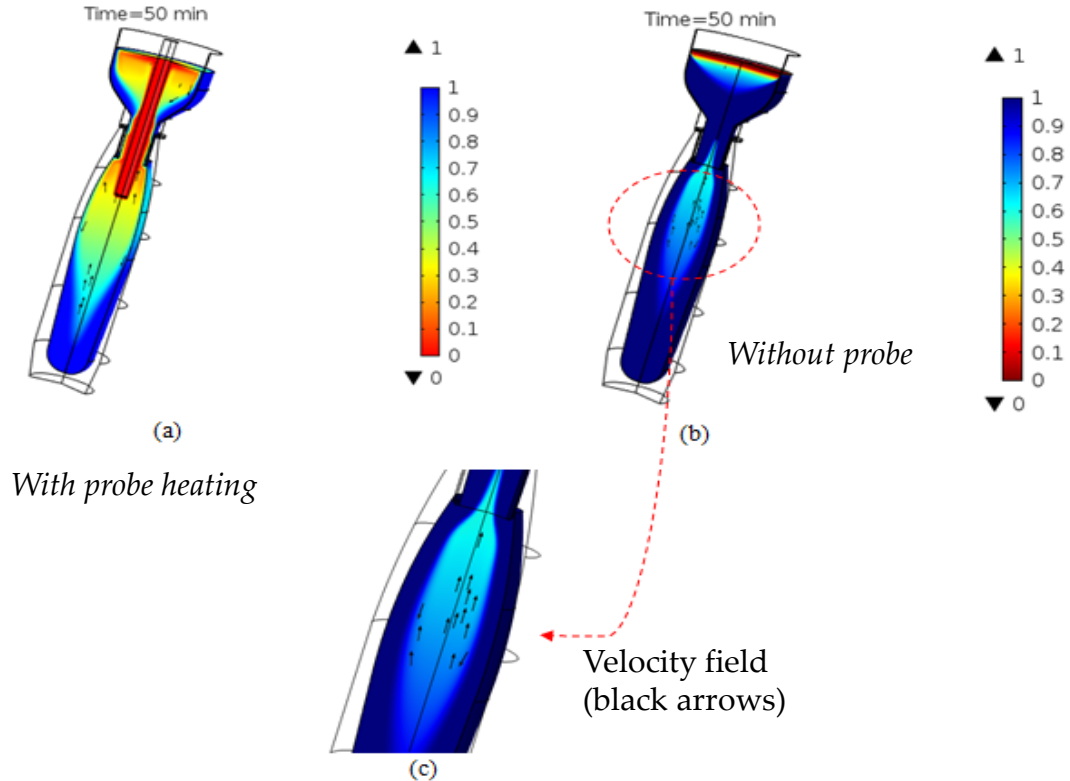 Time=50 min
▲ 1
1
0.9
0.8
0.7
0.6
0.5
0.4
0.3
0.2
0.1
0
▼ 0
(a)
With probe heating
Time=50 min
▲ 1
1
0.9
0.8
0.7
0.6
0.5
0.4
0.3
0.2
0.1
0
▼ 0
Without probe
(b)
Velocity field
(black arrows)
(c)